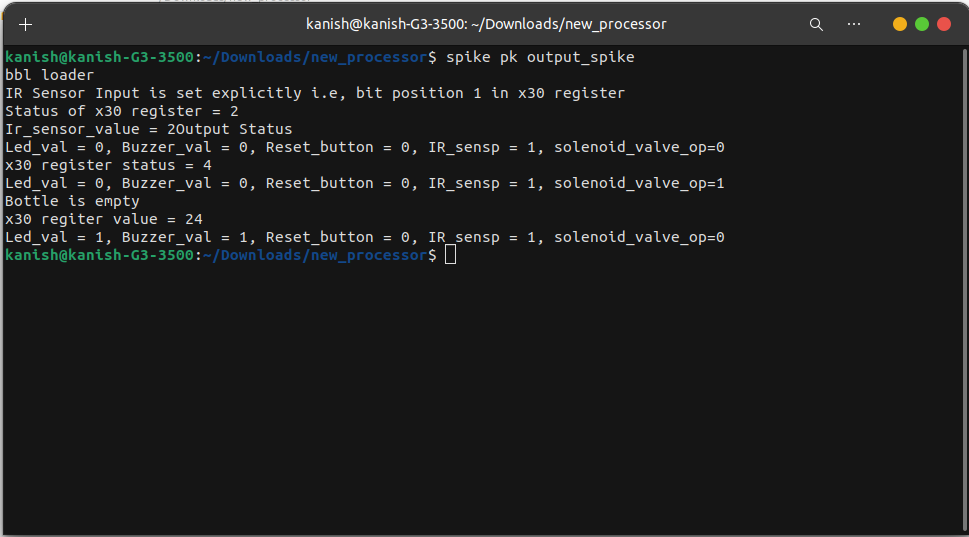 kanish@kanish-G3-3500: ~/Downloads/new_processor
kanish@kanish-G3-3500:~/Downloads/new_processor$ spike pk output_spike
bbl loader
IR Sensor Input is set explicitly i.e, bit position 1 in x30 register
Status of x30 register = 2
Ir_sensor_value = 2Output Status
Led_val = 0, Buzzer_val = 0, Reset_button = 0, IR_sensp = 1, solenoid_valve_op=0
x30 register status = 4
Led_val = 0, Buzzer_val = 0, Reset_button = 0, IR_sensp = 1, solenoid_valve_op=1
Bottle is empty
x30 regiter value = 24
Led_val = 1, Buzzer_val = 1, Reset_button = 0, IR_sensp = 1, solenoid_valve_op=0
kanish@kanish-G3-3500:~/Downloads/new_processor$